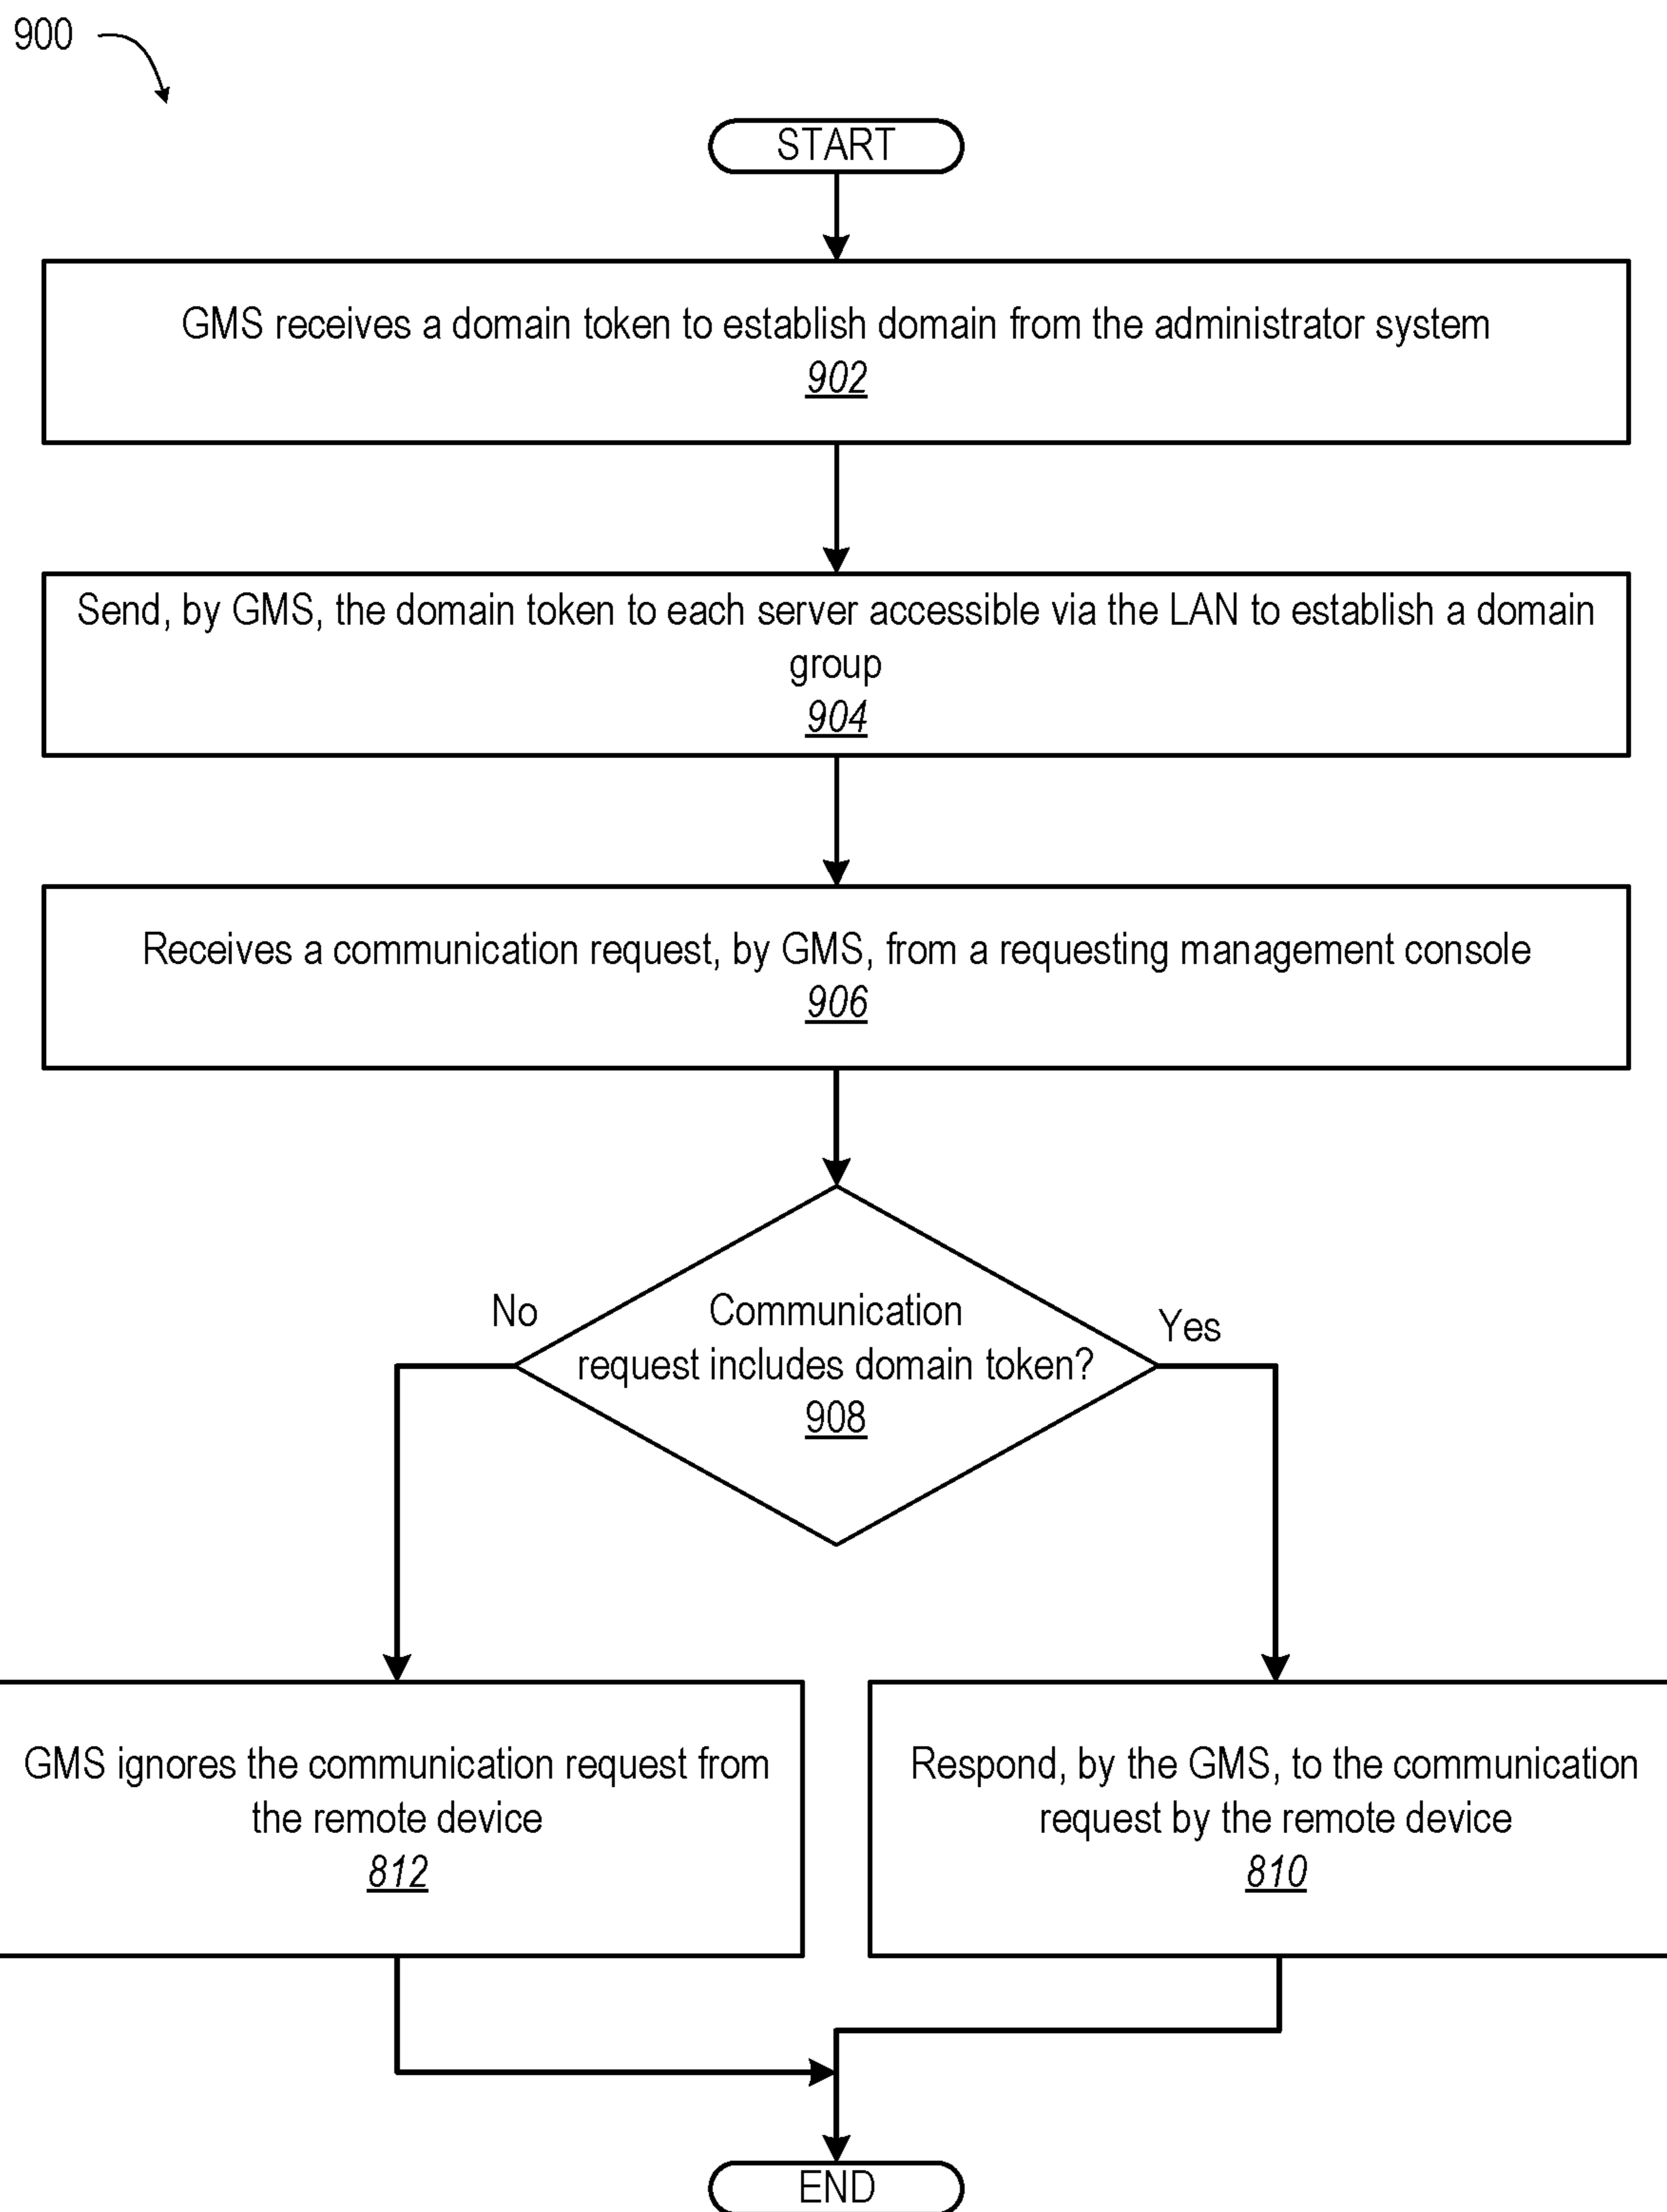 900
START
GMS receives a domain token to establish domain from the administrator system
902
Send, by GMS, the domain token to each server accessible via the LAN to establish a domain
group
904
Receives a communication request, by GMS, from a requesting management console
906
Communication
request includes domain token?
908
No
Yes
GMS ignores the communication request from
the remote device
812
Respond, by the GMS, to the communication
request by the remote device
810
END